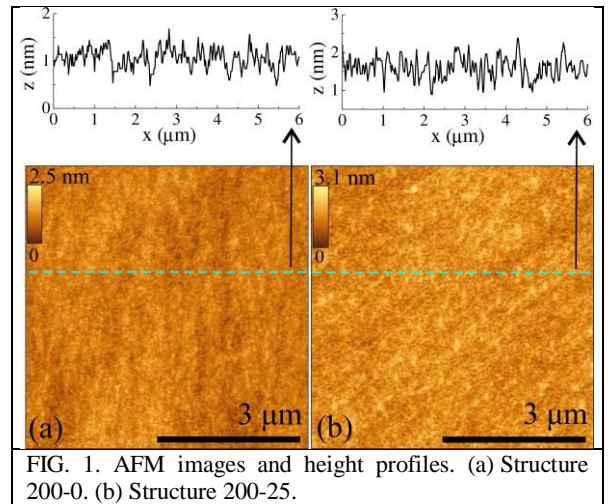 2
z (nm)
1
0
0 1 2 3 4 5 6
x (μm)
3
z (nm)
2
1
0
0 1 2 3 4 5 6
x (μm)
2.5 nm
0
(a)
3 μm
3.1 nm
0
(b)
3 μm
FIG. 1. AFM images and height profiles. (a) Structure
200-0. (b) Structure 200-25.